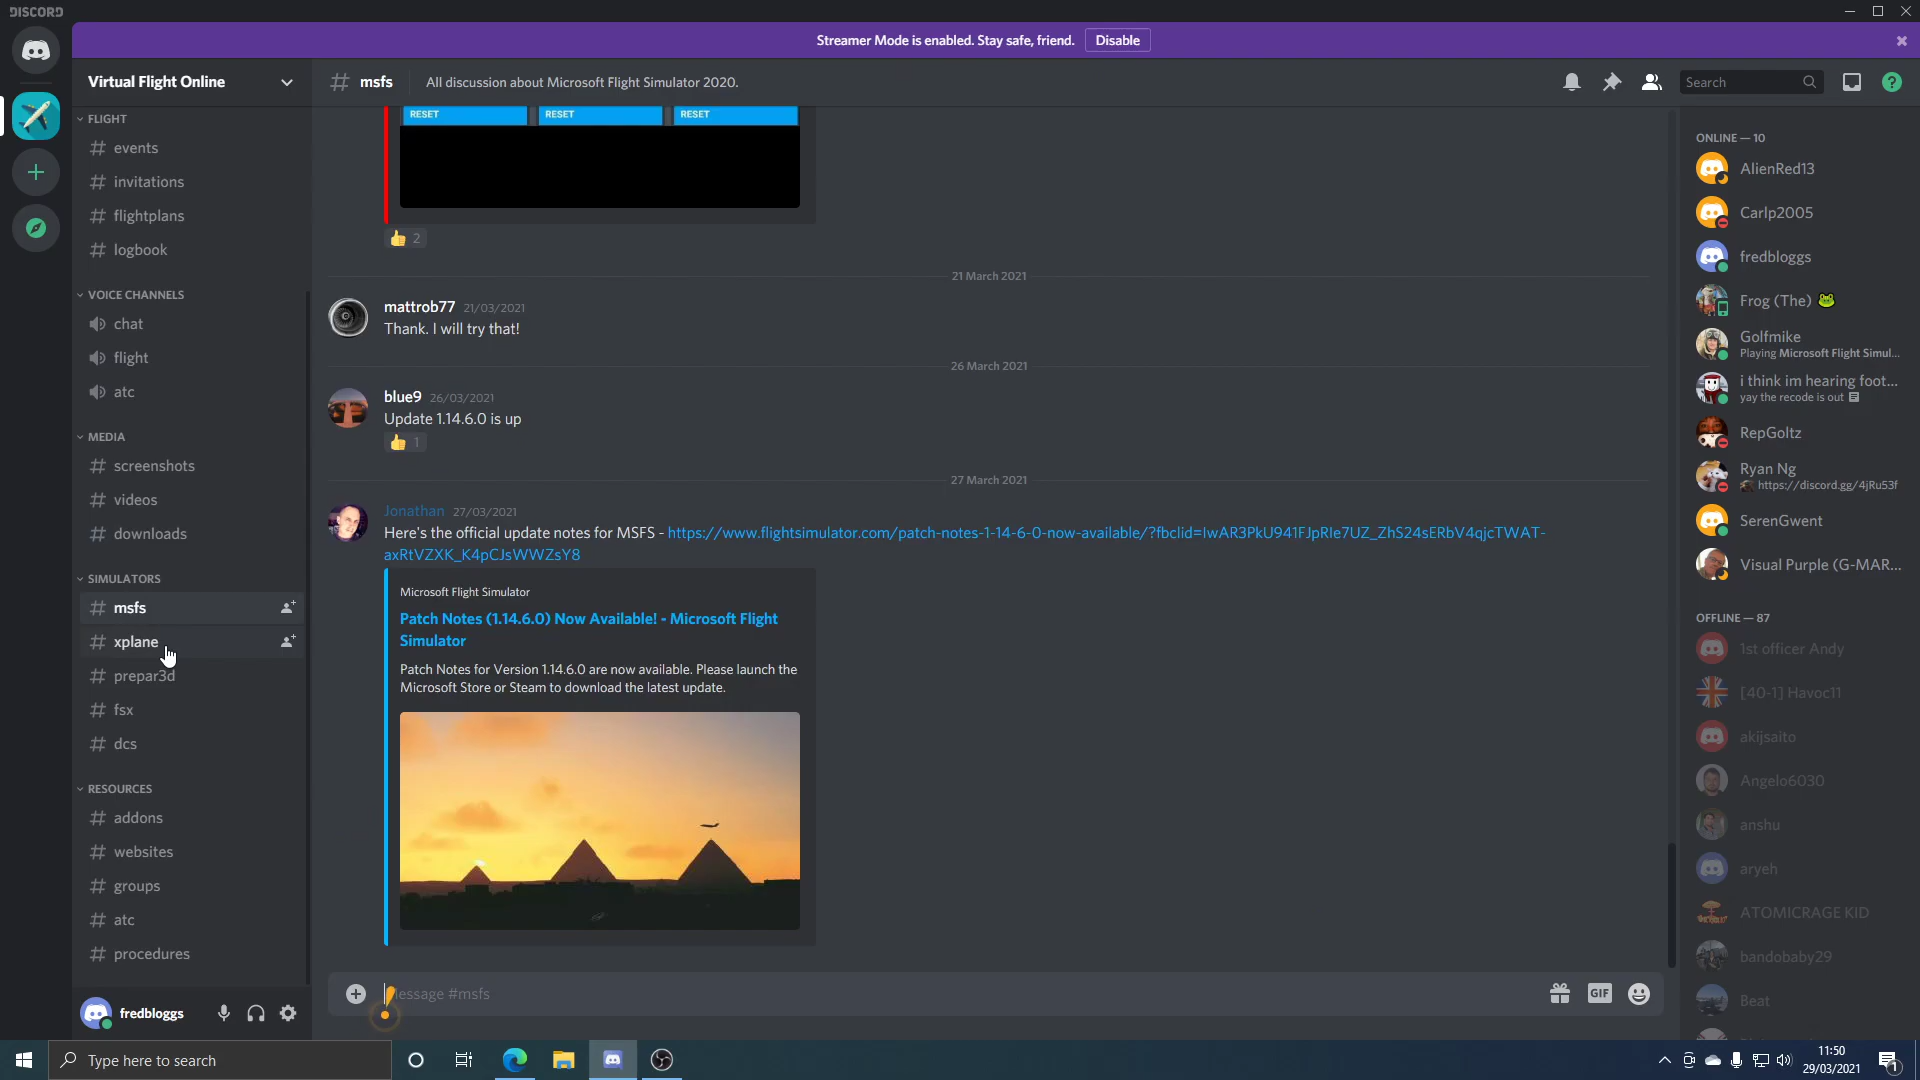 DISCORD
Streamer Mode is enabled. Stay safe, friend. Disable
Virtual Flight Online
msfs
All discussion about Microsoft Flight Simulator 2020.
Search
FLIGHT
events
invitations
flightplans
logbook
VOICE CHANNELS
chat
flight
atc
MEDIA
screenshots
videos
downloads
SIMULATORS
msfs
xplane
prepar3d
fsx
dcs
RESOURCES
addons
websites
groups
atc
procedures
fredbloggs
RESET RESET RESET
2
21 March 2021
mattrob77 21/03/2021
Thank. I will try that!
26 March 2021
blue9 26/03/2021
Update 1.14.6.0 is up
1
27 March 2021
Jonathan 27/03/2021
Here's the official update notes for MSFS - https://www.flightsimulator.com/patch-notes-1-14-6-0-now-available/?fbclid=IwAR3PkU941FJpRIe7UZ_ZhS24sERbV4qjcTWAT-
axRtVZXK_K4pCJsWWZsY8
Microsoft Flight Simulator
Patch Notes (1.14.6.0) Now Available! - Microsoft Flight
Simulator
Patch Notes for Version 1.14.6.0 are now available. Please launch the
Microsoft Store or Steam to download the latest update.
Message #msfs
GIF
ONLINE — 10
AlienRed13
Carlp2005
fredbloggs
Frog (The) 🐸
Golfmike
Playing Microsoft Flight Simul...
i think im hearing foot...
yay the recode is out
RepGoltz
Ryan Ng
https://discord.gg/4jRu53f
SerenGwent
Visual Purple (G-MAR...
OFFLINE — 87
1st officer Andy
[40-1] Havoc11
akijsaito
Angelo6030
anshu
aryeh
ATOMICRAGE KID
bandobaby29
Beat
Type here to search
11:50
29/03/2021
1